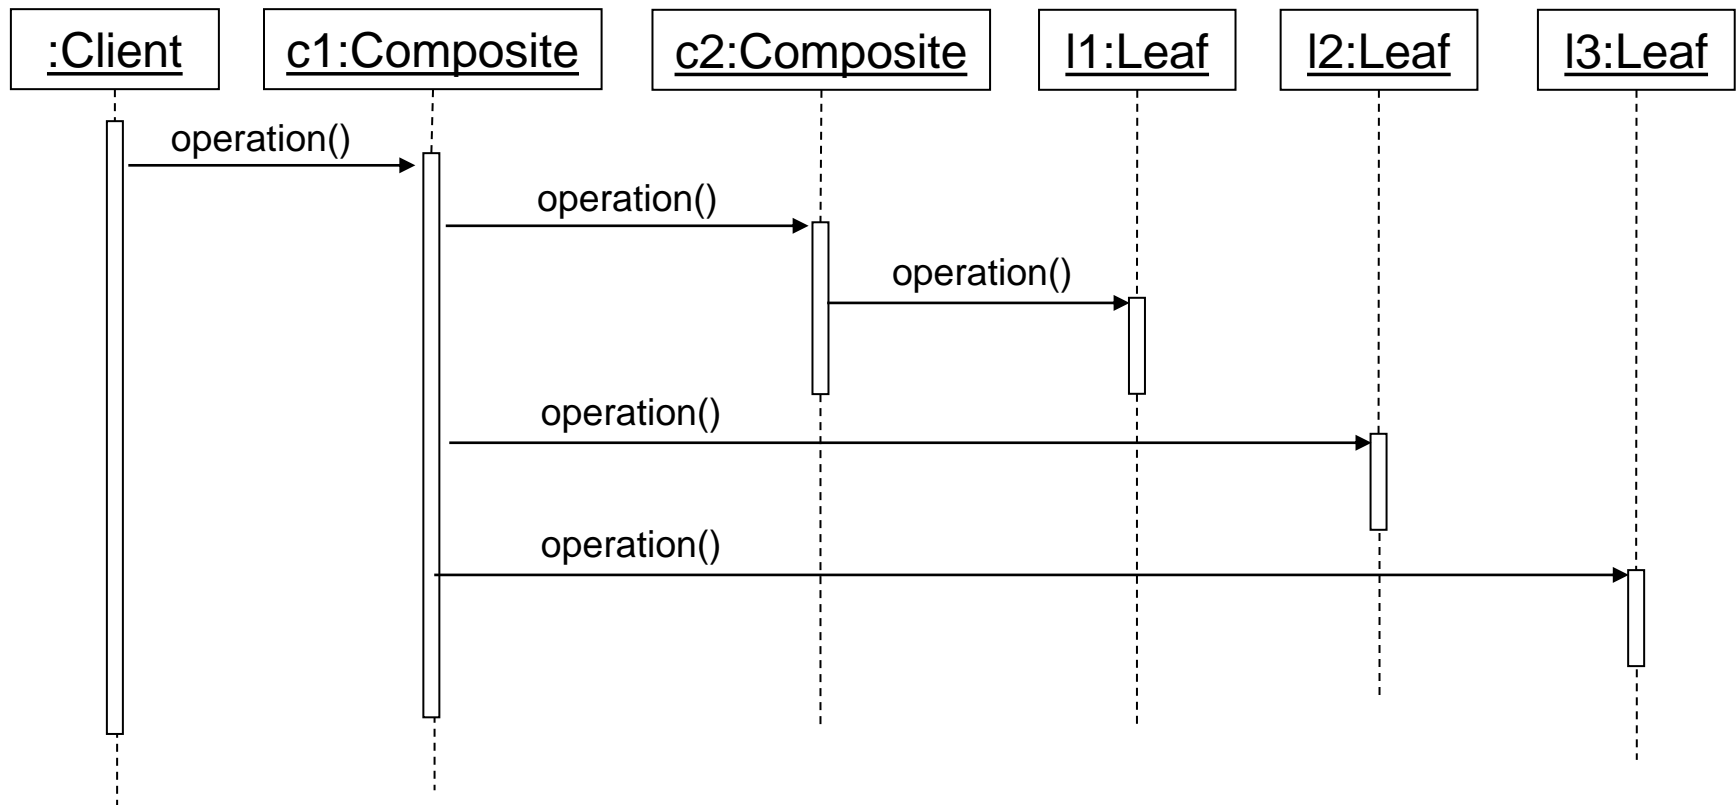 :Client
c1:Composite
c2:Composite
l1:Leaf
l2:Leaf
l3:Leaf
operation()
operation()
operation()
operation()
operation()